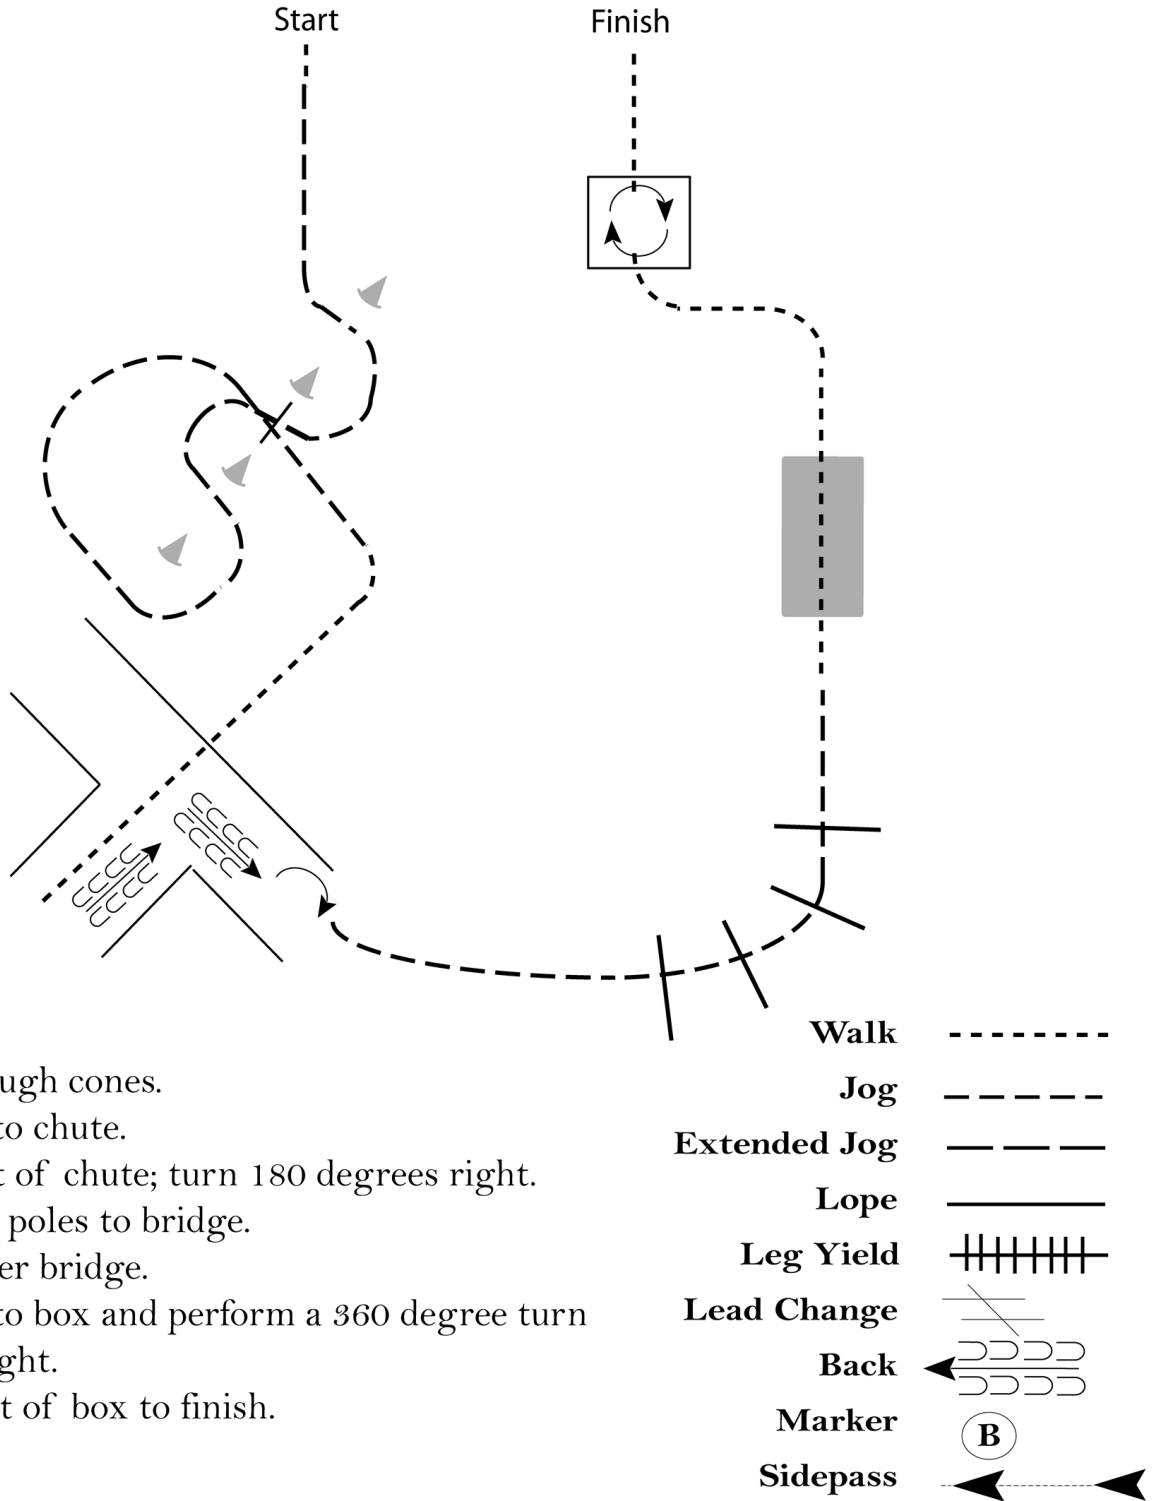 Start
Finish
ugh cones.
to chute.
t of chute; turn 180 degrees right.
poles to bridge.
er bridge.
to box and perform a 360 degree turn
ght.
t of box to finish.
Walk
Jog
Extended Jog
Lope
Leg Yield
Lead Change
Back
Marker
B
Sidepass